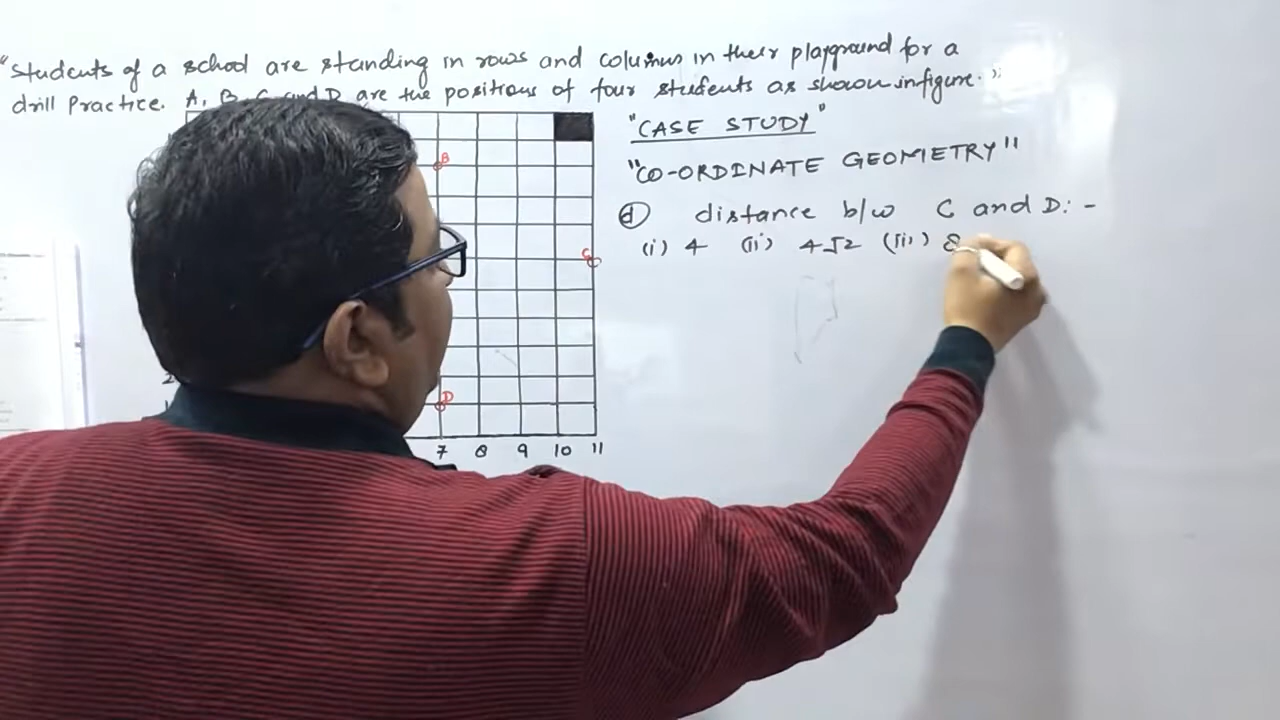 "Students of a school are standing in rows and columns in their playground for a
drill Practice. A, B, C and D are the positions of four students as shown in figure."
"CASE STUDY"
"CO-ORDINATE GEOMETRY"
B
d distance b/w C and D: -
(i) 4 (ii) 4√2 (iii) 8
C
D
7 8 9 10 11